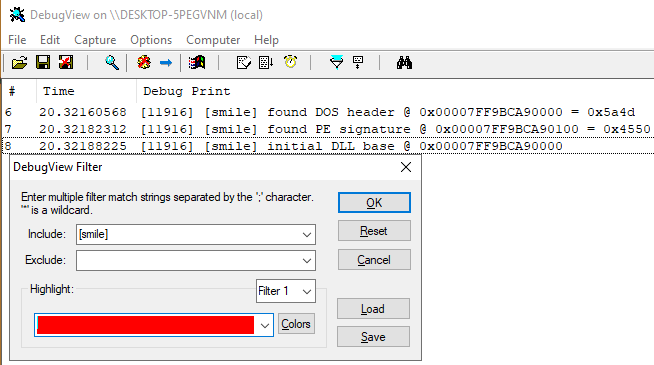 DebugView on \\DESKTOP-5PEGVNM (local)
File Edit Capture Options Computer Help
# Time Debug Print
6 20.32160568 [11916] [smile] found DOS header @ 0x00007FF9BCA90000 = 0x5a4d
7 20.32182312 [11916] [smile] found PE signature @ 0x00007FF9BCA90100 = 0x4550
8 20.32188225 [11916] [smile] initial DLL base @ 0x00007FF9BCA90000
DebugView Filter
Enter multiple filter match strings separated by the ';' character.
'*' is a wildcard.
OK
Include: [smile]
Reset
Exclude:
Cancel
Highlight: Filter 1
Load
Colors
Save